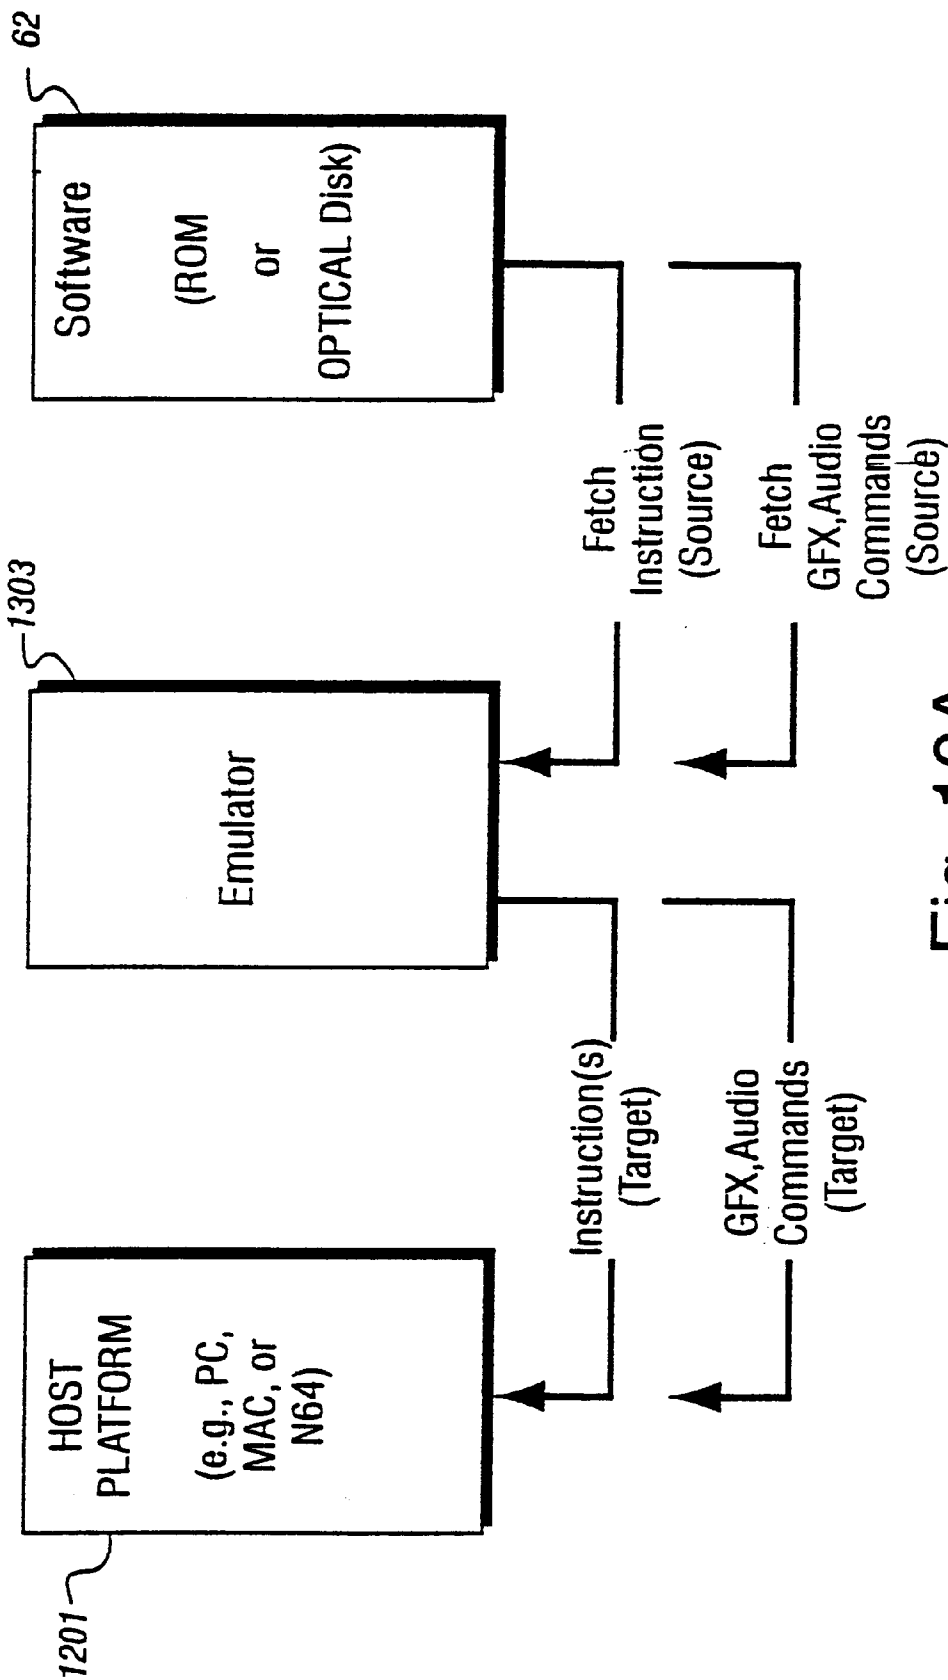 1201
HOST
PLATFORM
(e.g., PC,
MAC, or
N64)
1303
Emulator
62
Software
(ROM
or
OPTICAL Disk)
Instruction(s)
(Target)
Fetch
Instruction
(Source)
GFX,Audio
Commands
(Target)
Fetch
GFX,Audio
Commands
(Source)
Fig.